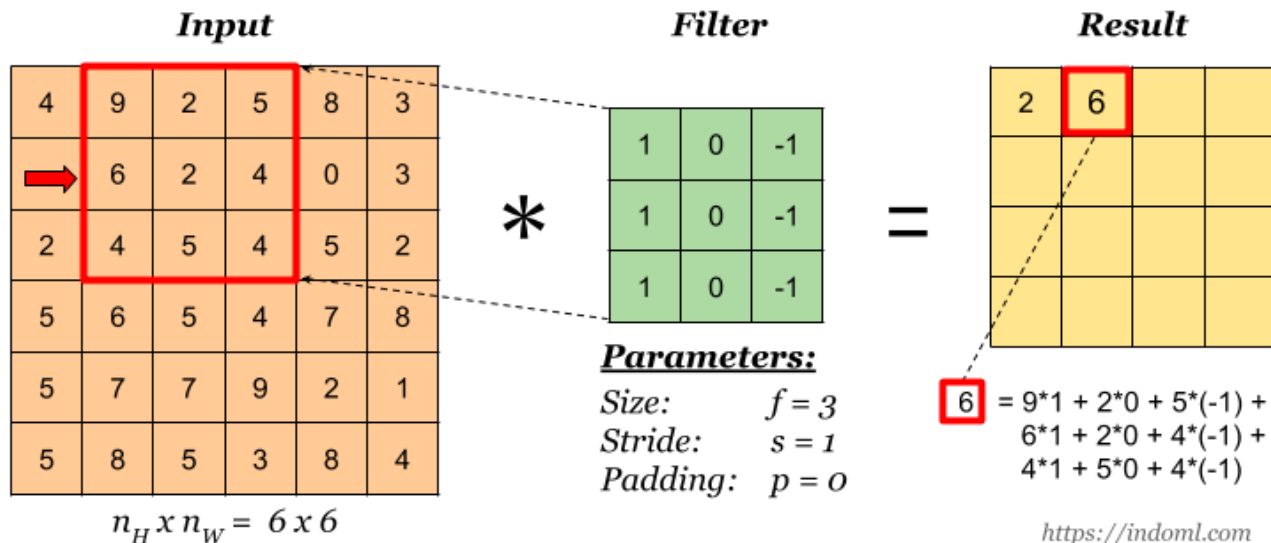 Input Filter Result
4 9 2 5 8 3
6 2 4 0 3
2 4 5 4 5 2
5 6 5 4 7 8
5 7 7 9 2 1
5 8 5 3 8 4
n_H x n_W = 6 x 6
*
1 0 -1
1 0 -1
1 0 -1
Parameters:
Size: f = 3
Stride: s = 1
Padding: p = 0
=
2 6
6 = 9*1 + 2*0 + 5*(-1) +
6*1 + 2*0 + 4*(-1) +
4*1 + 5*0 + 4*(-1)
https://indoml.com